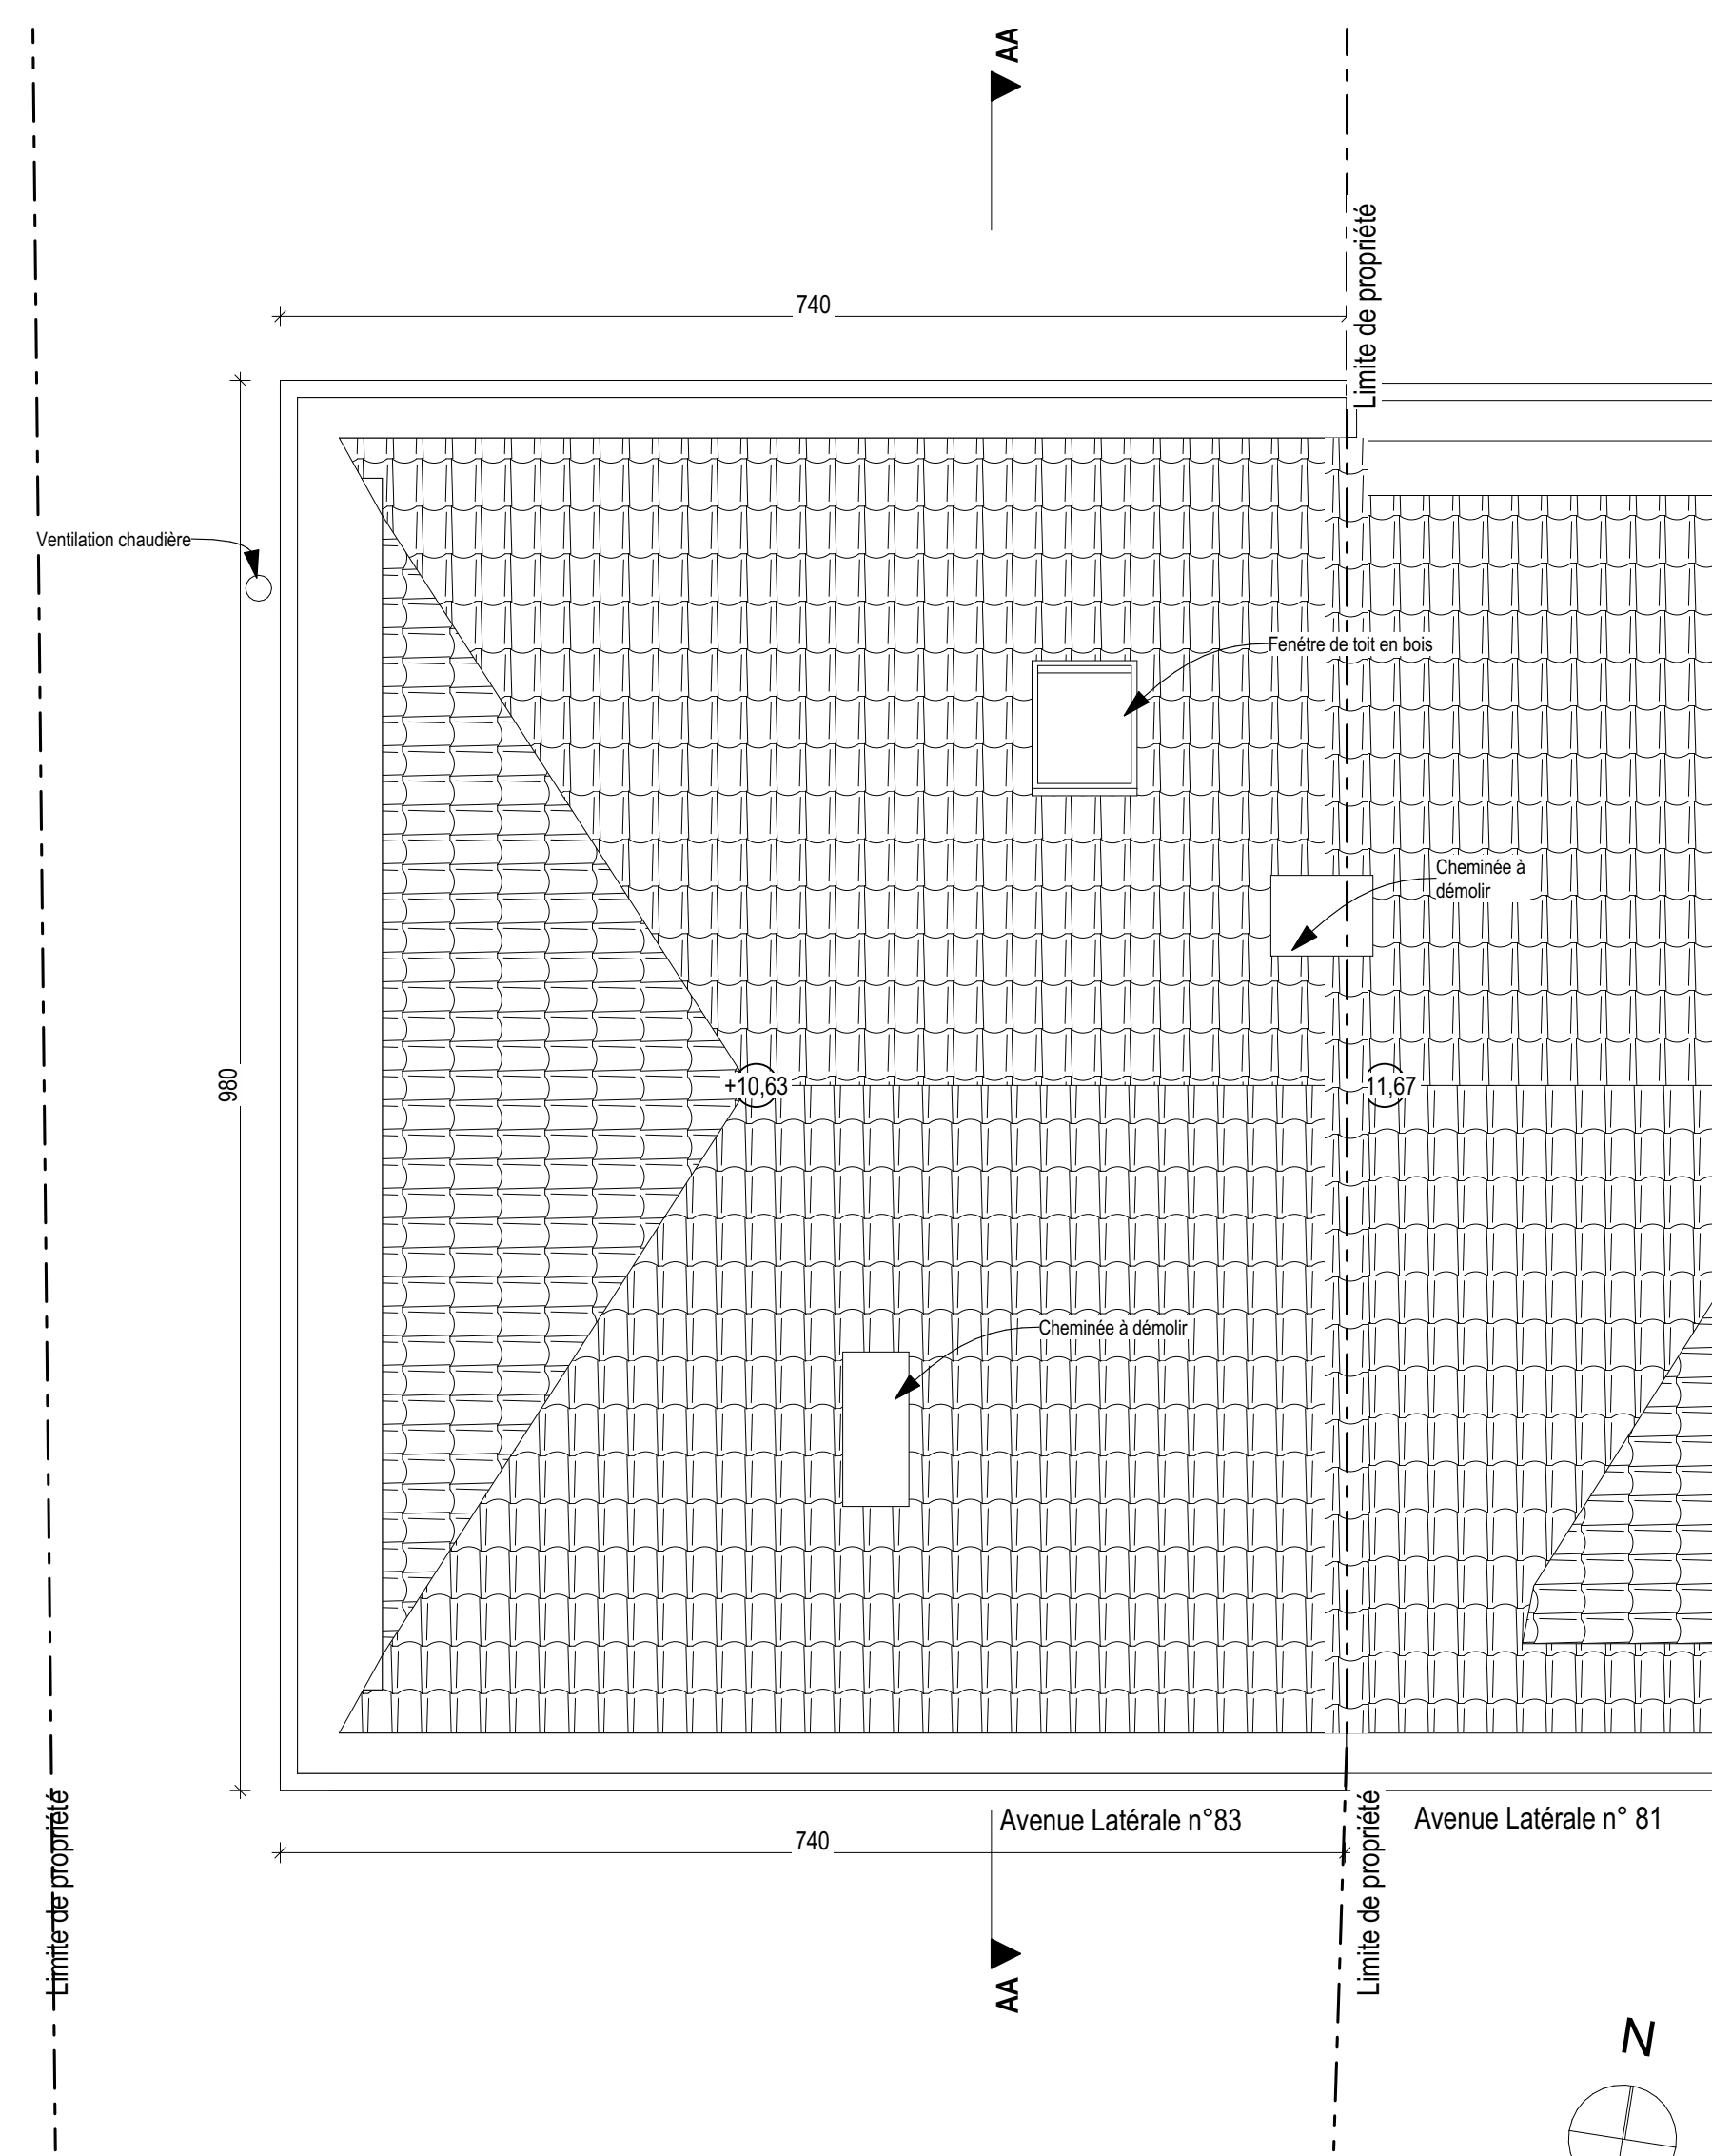 AA
Limite de propriété
740
Ventilation chaudière
Fenétre de toit en bois
Cheminée à
démolir
+10,63
11,67
980
Cheminée à démolir
Avenue Latérale n°83
Avenue Latérale n° 81
740
Limite de propriété
Limite de propriété
AA
N